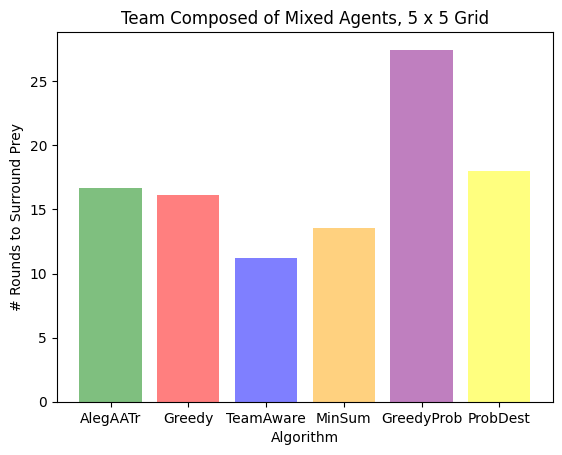 Team Composed of Mixed Agents, 5 x 5 Grid
# Rounds to Surround Prey
25
20
15
10
5
0
AlegAATr Greedy TeamAware MinSum GreedyProb ProbDest
Algorithm